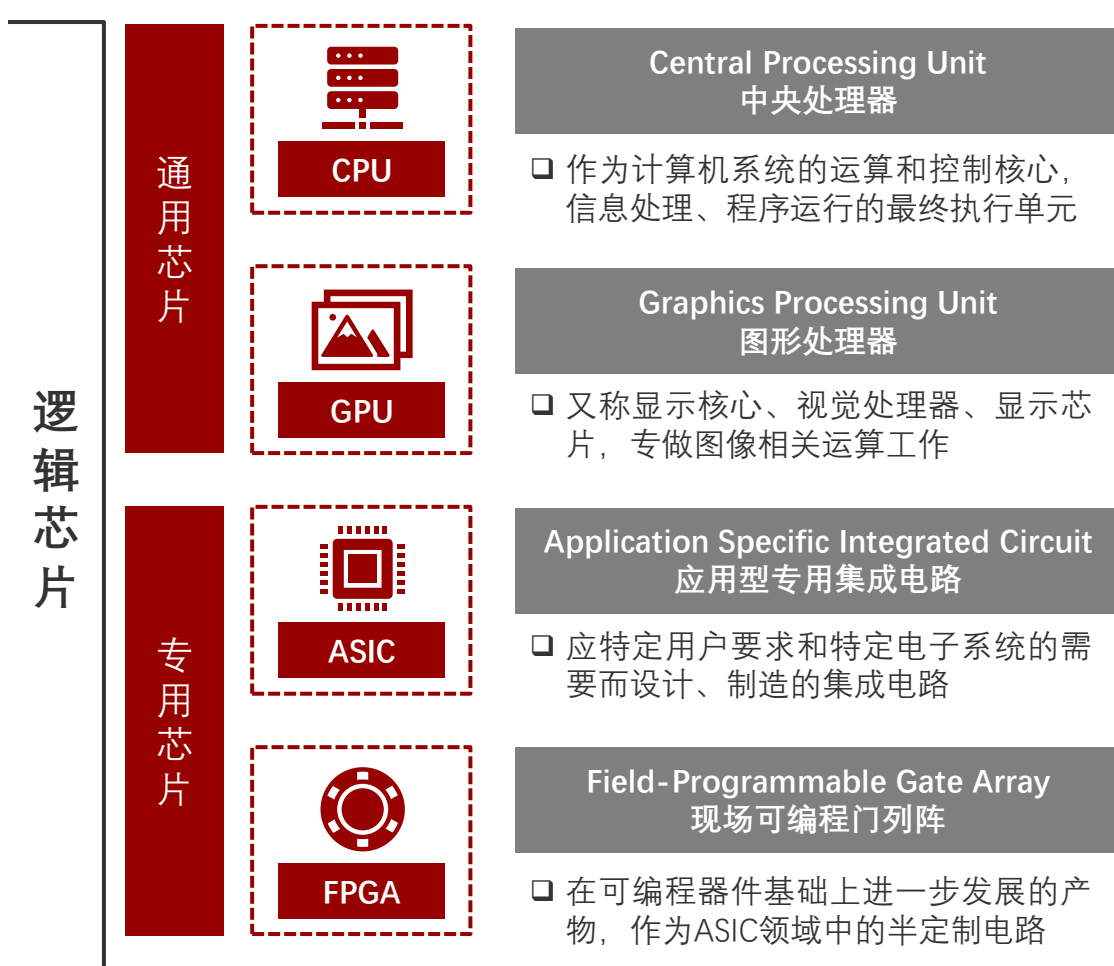 逻辑芯片
通用芯片
CPU
Central Processing Unit
中央处理器
作为计算机系统的运算和控制核心，
信息处理、程序运行的最终执行单元
GPU
Graphics Processing Unit
图形处理器
又称显示核心、视觉处理器、显示芯
片，专做图像相关运算工作
专用芯片
ASIC
Application Specific Integrated Circuit
应用型专用集成电路
应特定用户要求和特定电子系统的需
要而设计、制造的集成电路
FPGA
Field-Programmable Gate Array
现场可编程门列阵
在可编程器件基础上进一步发展的产
物，作为ASIC领域中的半定制电路